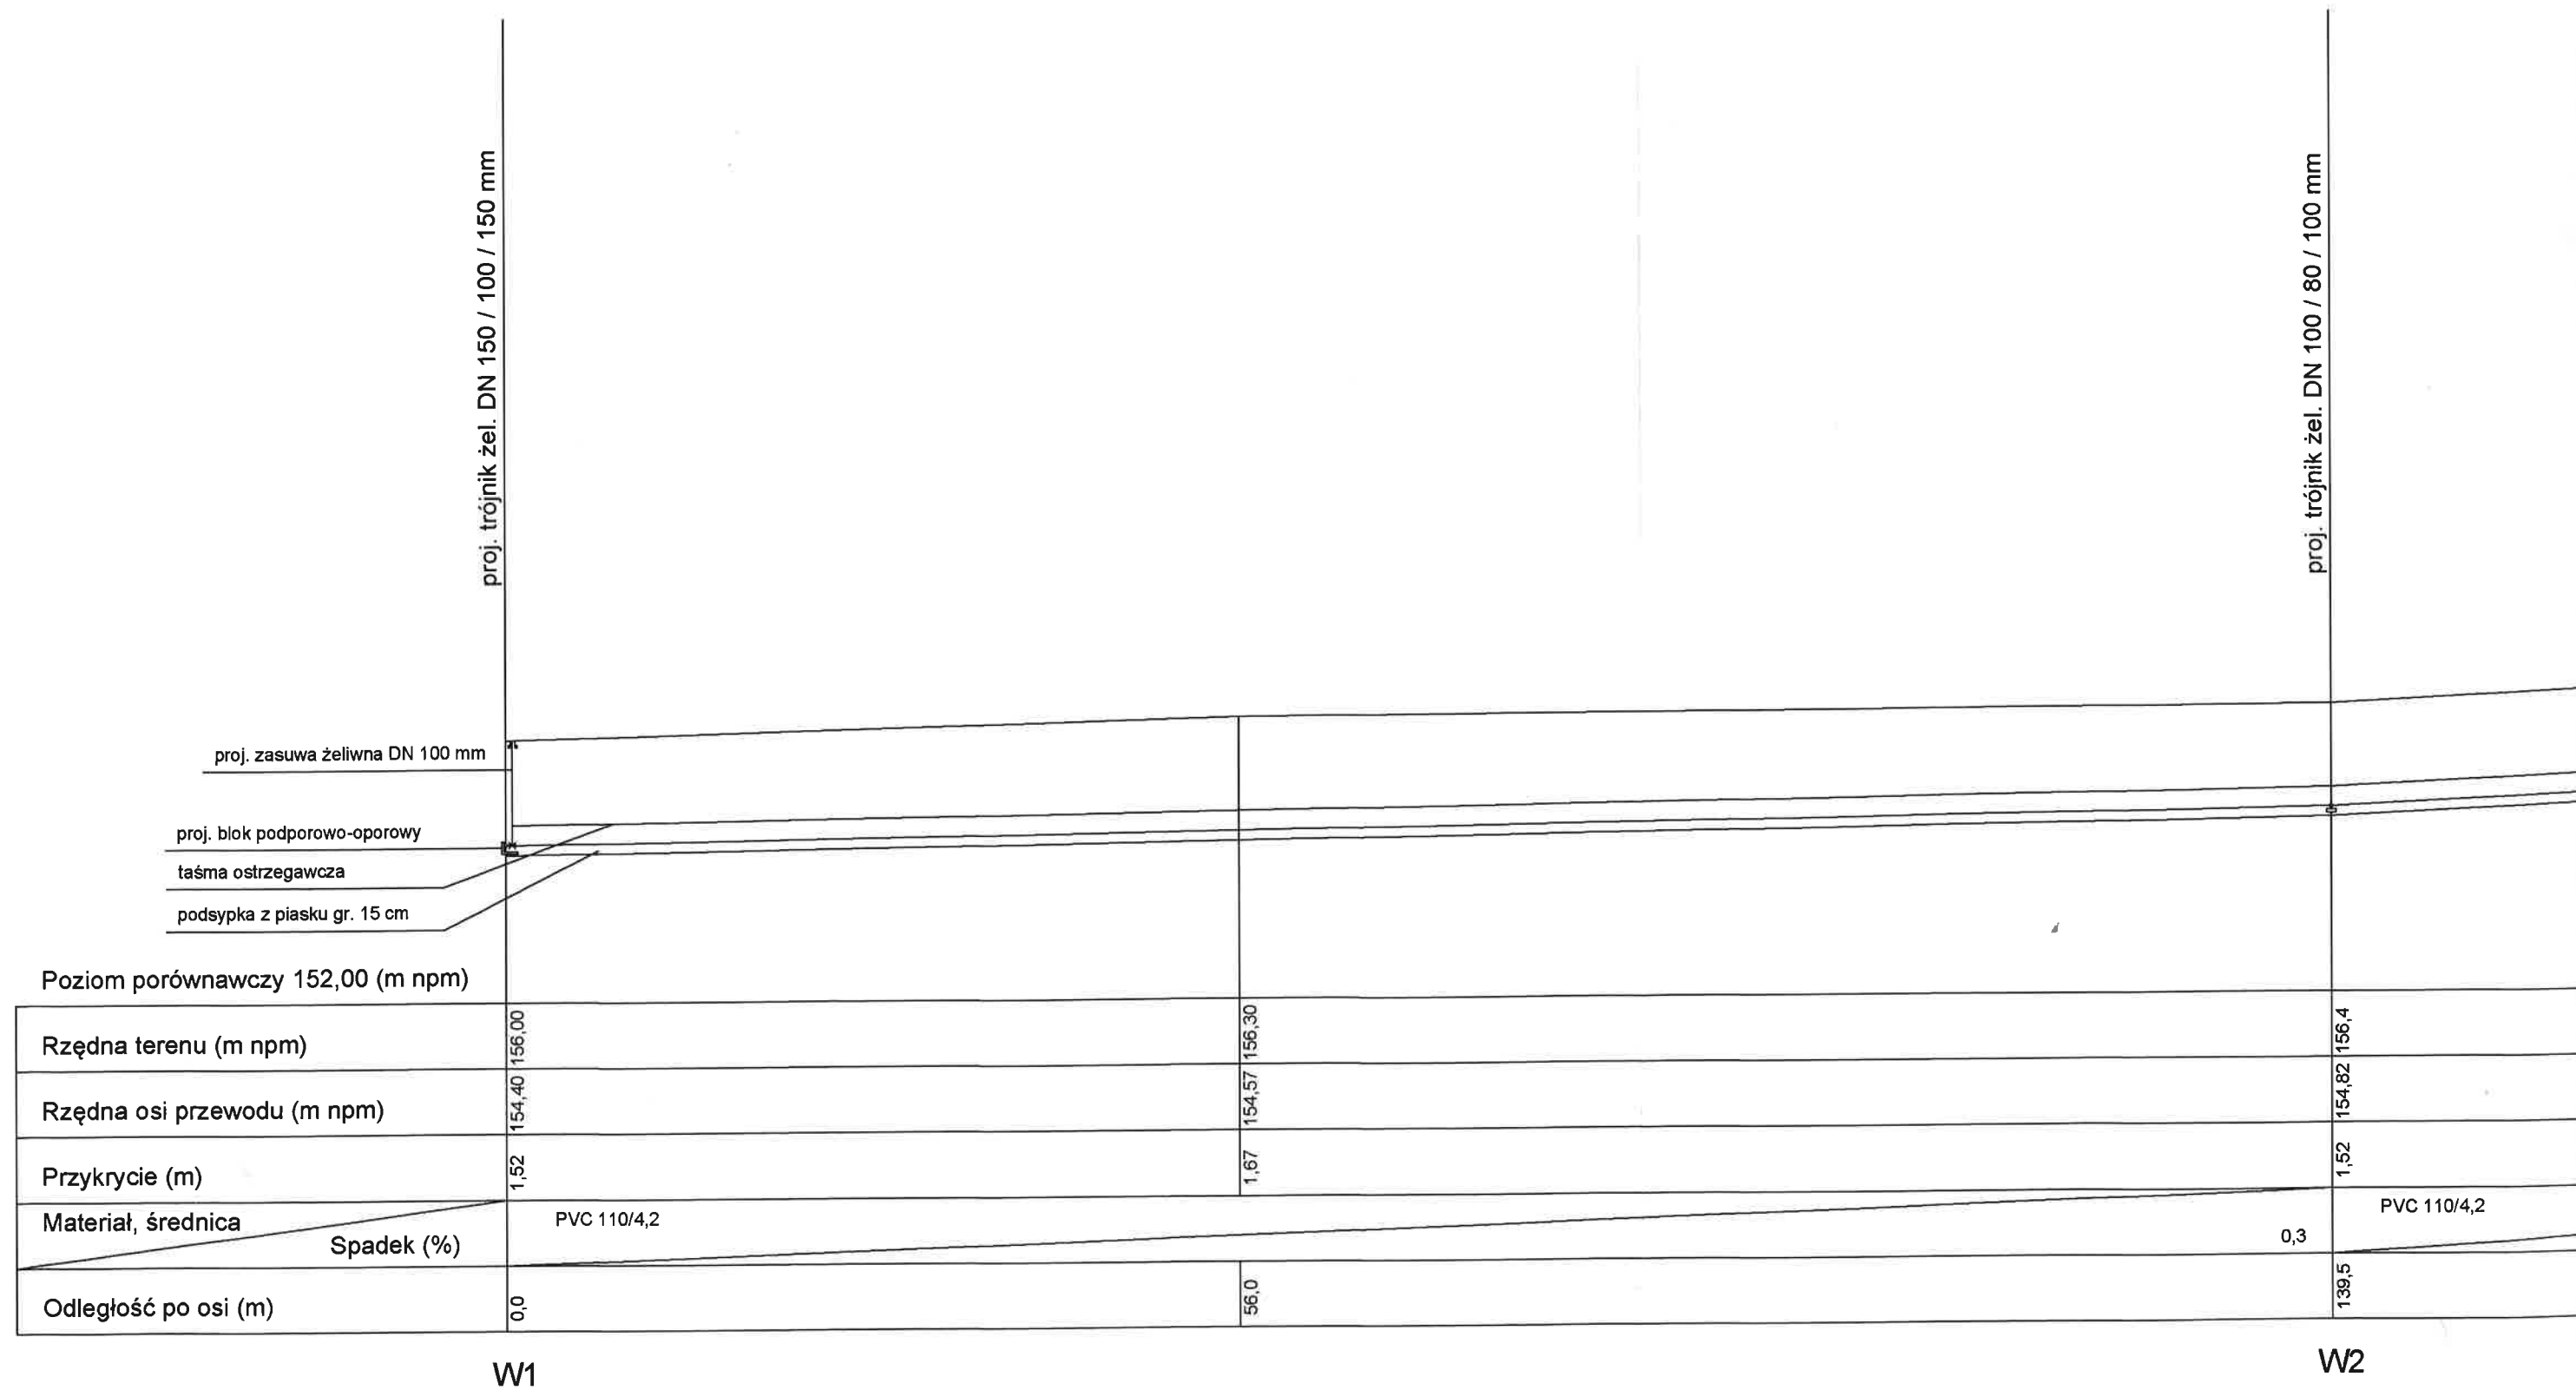 proj. trójnik żel. DN 150 / 100 / 150 mm
proj. trójnik żel. DN 100 / 80 / 100 mm
proj. zasuwa żeliwna DN 100 mm
proj. blok podporowo-oporowy
taśma ostrzegawcza
podsypka z piasku gr. 15 cm
Poziom porównawczy 152,00 (m npm)
Rzędna terenu (m npm)
156,00
156,30
156,4
Rzędna osi przewodu (m npm)
154,40
154,57
154,82
Przykrycie (m)
1,52
1,67
1,52
Materiał, średnica
PVC 110/4,2
PVC 110/4,2
Spadek (%)
0,3
Odległość po osi (m)
0,0
56,0
139,5
W1
W2